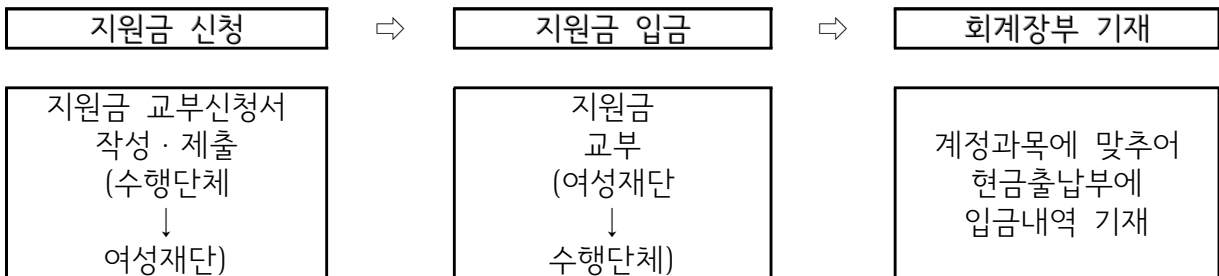 지원금 신청 ⇨ 지원금 입금 ⇨ 회계장부 기재
지원금 교부신청서
작성 · 제출
(수행단체
↓
여성재단)
지원금
교부
(여성재단
↓
수행단체)
계정과목에 맞추어
현금출납부에
입금내역 기재